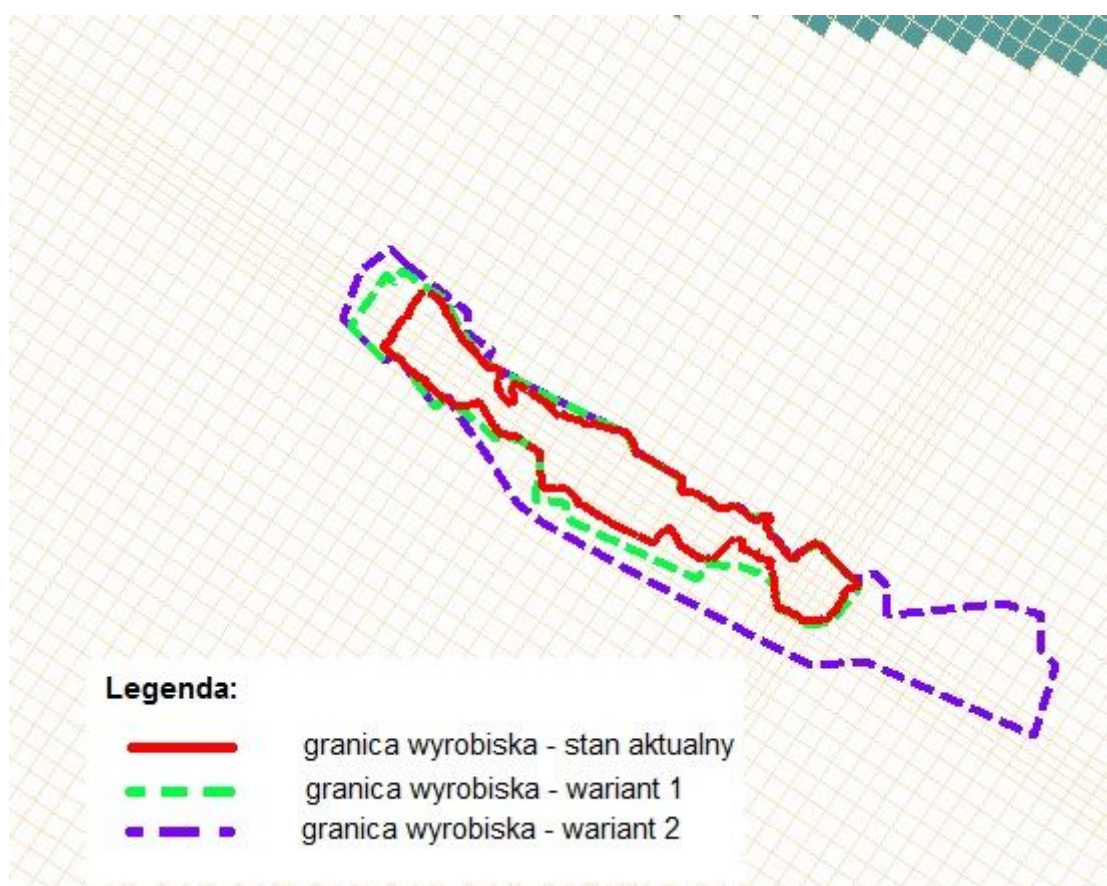 Legenda:
granica wyrobiska - stan aktualny
granica wyrobiska - wariant 1
granica wyrobiska - wariant 2